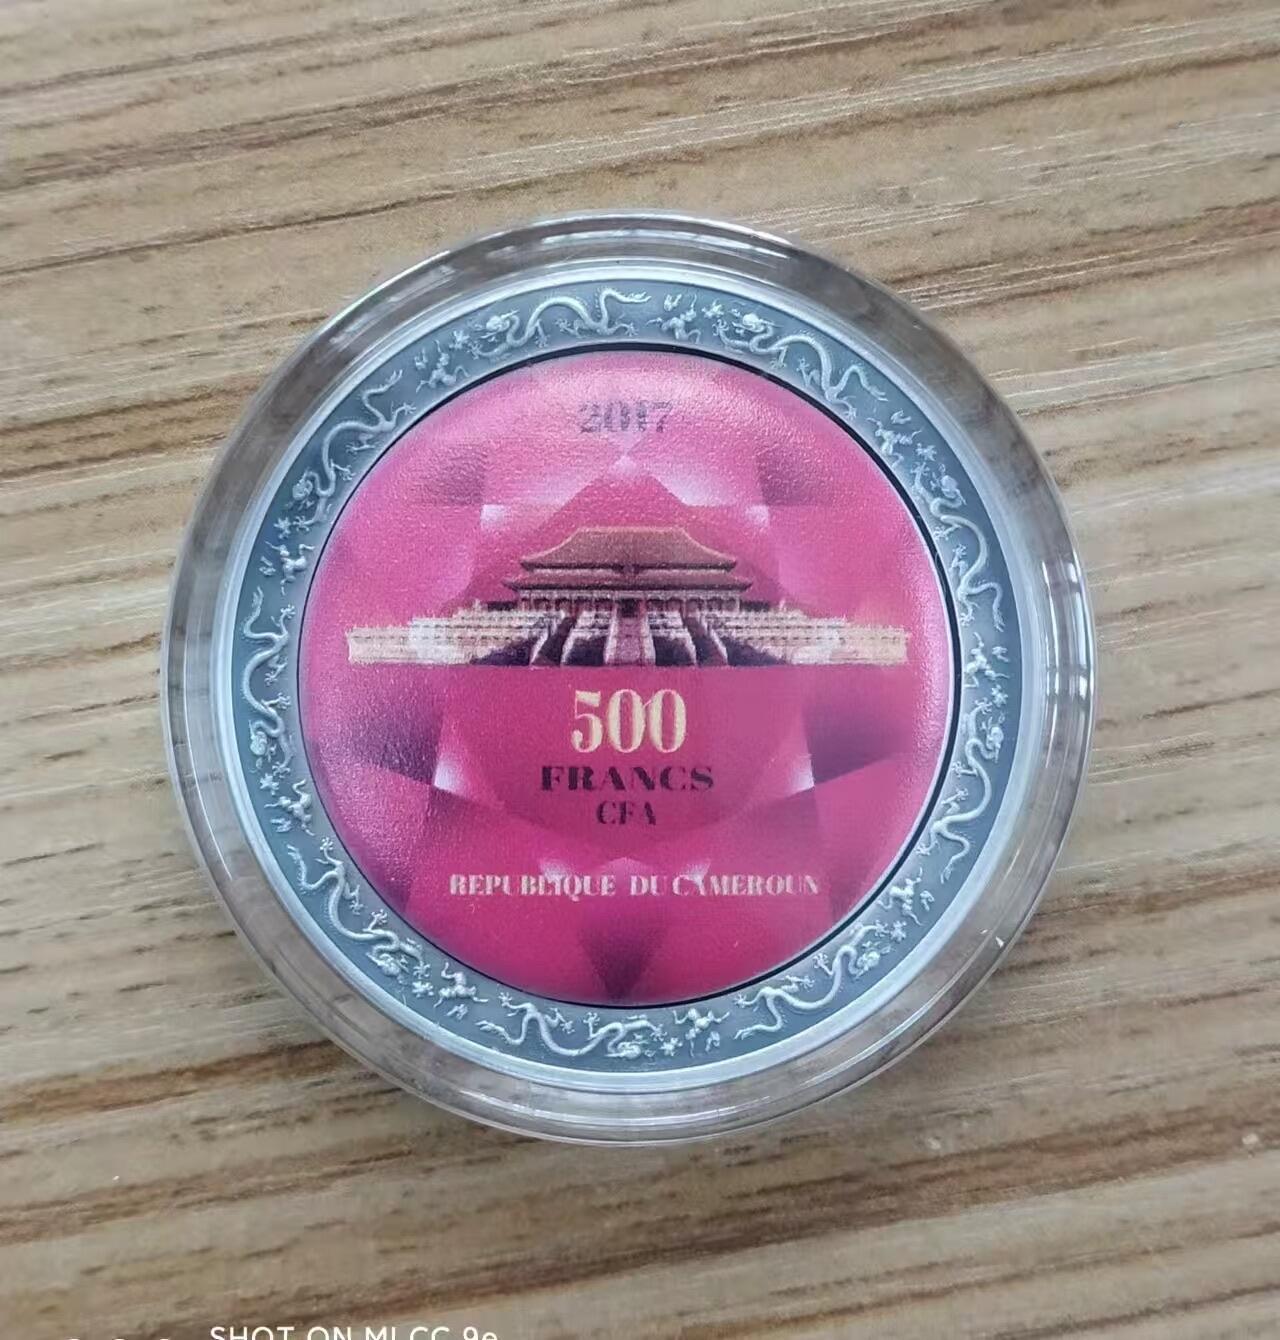 2017
500
FRANCS
CFA
REPUBLIQUE DU CAMEROUN
SHOT ON MI CC 9e